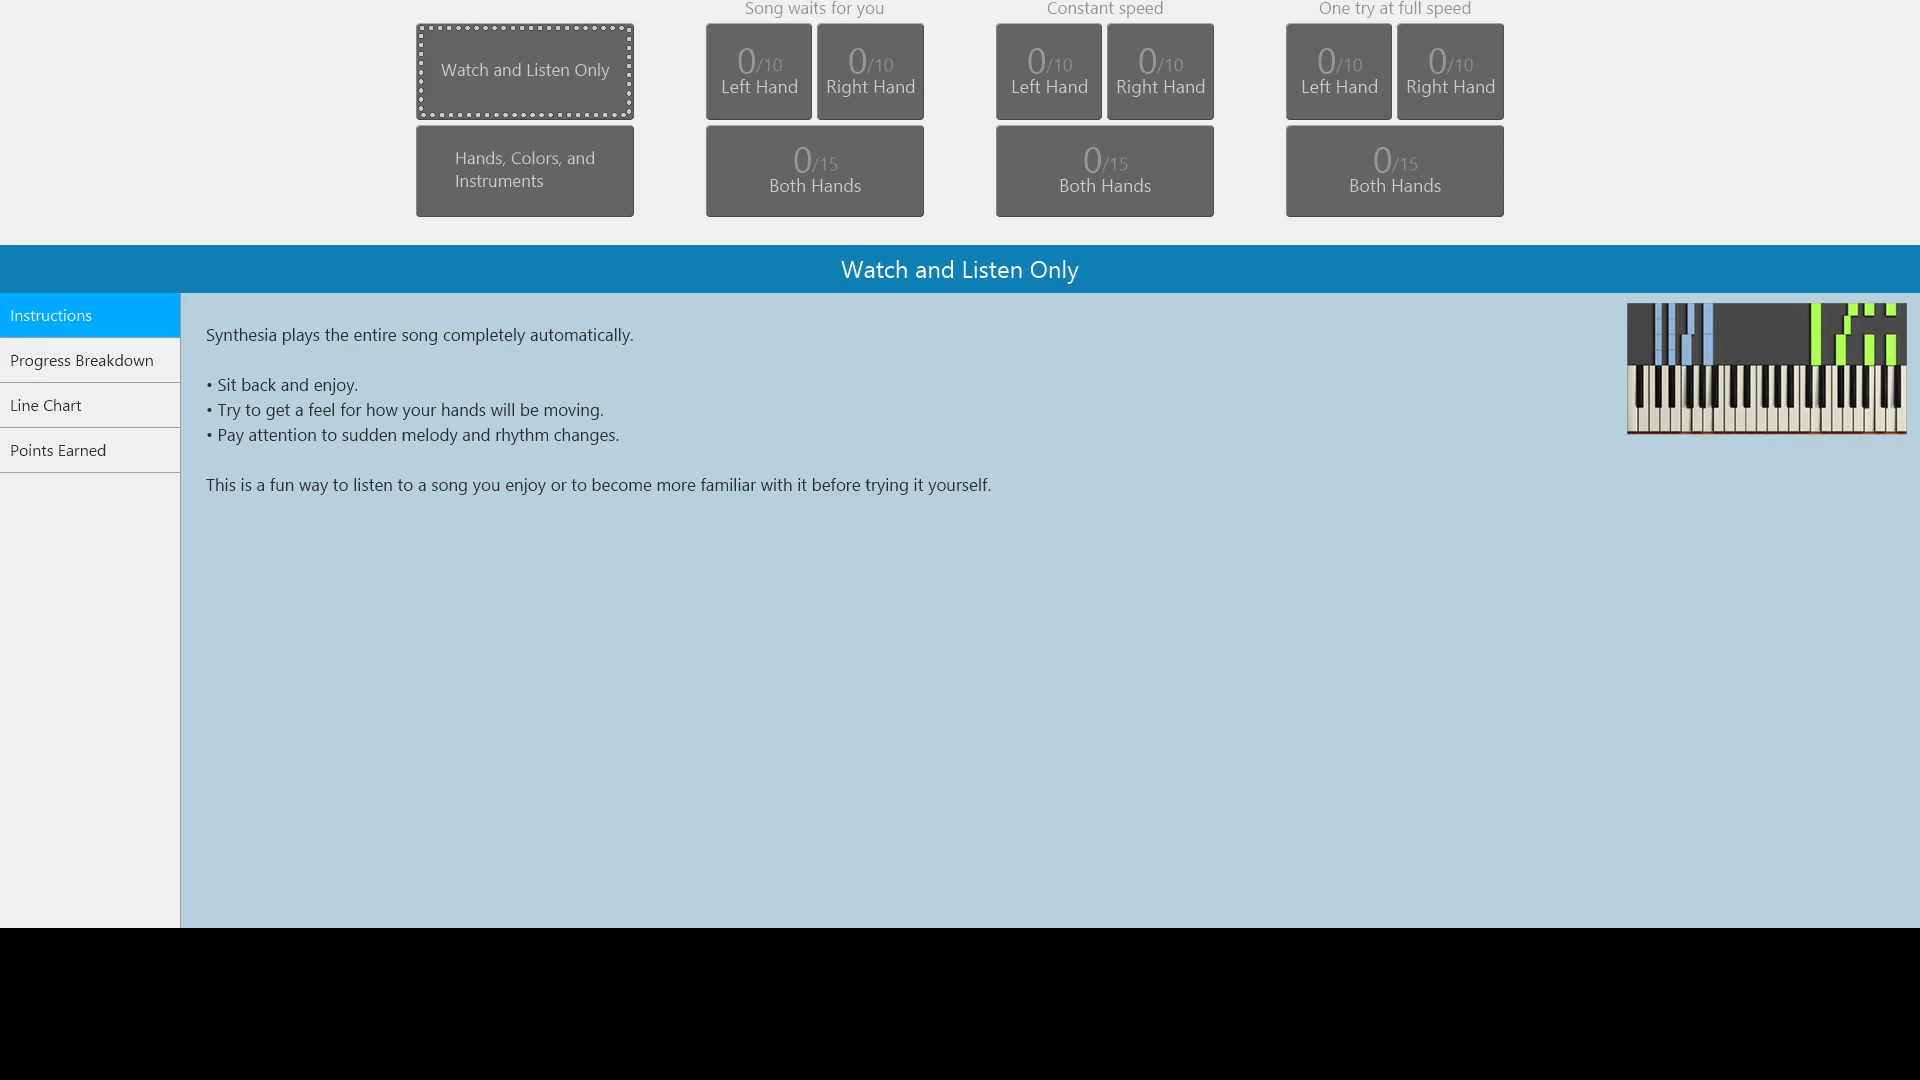 Song waits for you
Constant speed
One try at full speed
Watch and Listen Only
0/10
Left Hand
0/10
Right Hand
0/10
Left Hand
0/10
Right Hand
0/10
Left Hand
0/10
Right Hand
Hands, Colors, and
Instruments
0/15
Both Hands
0/15
Both Hands
0/15
Both Hands
Watch and Listen Only
Instructions
Progress Breakdown
Line Chart
Points Earned
Synthesia plays the entire song completely automatically.
• Sit back and enjoy.
• Try to get a feel for how your hands will be moving.
• Pay attention to sudden melody and rhythm changes.
This is a fun way to listen to a song you enjoy or to become more familiar with it before trying it yourself.